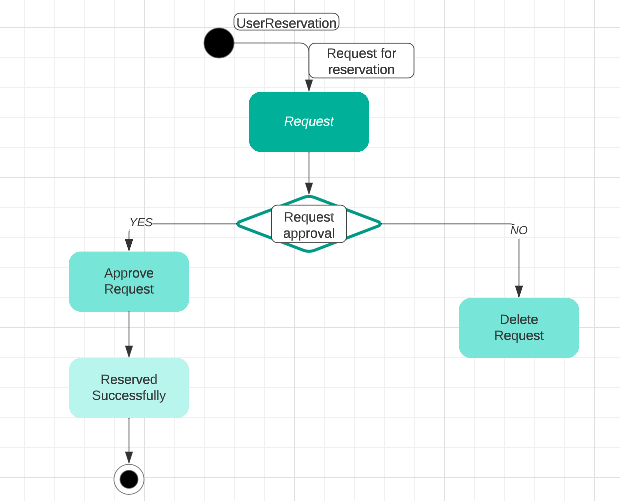 UserReservation
Request for
reservation
Request
Request
approval
YES
NO
Approve
Request
Delete
Request
Reserved
Successfully